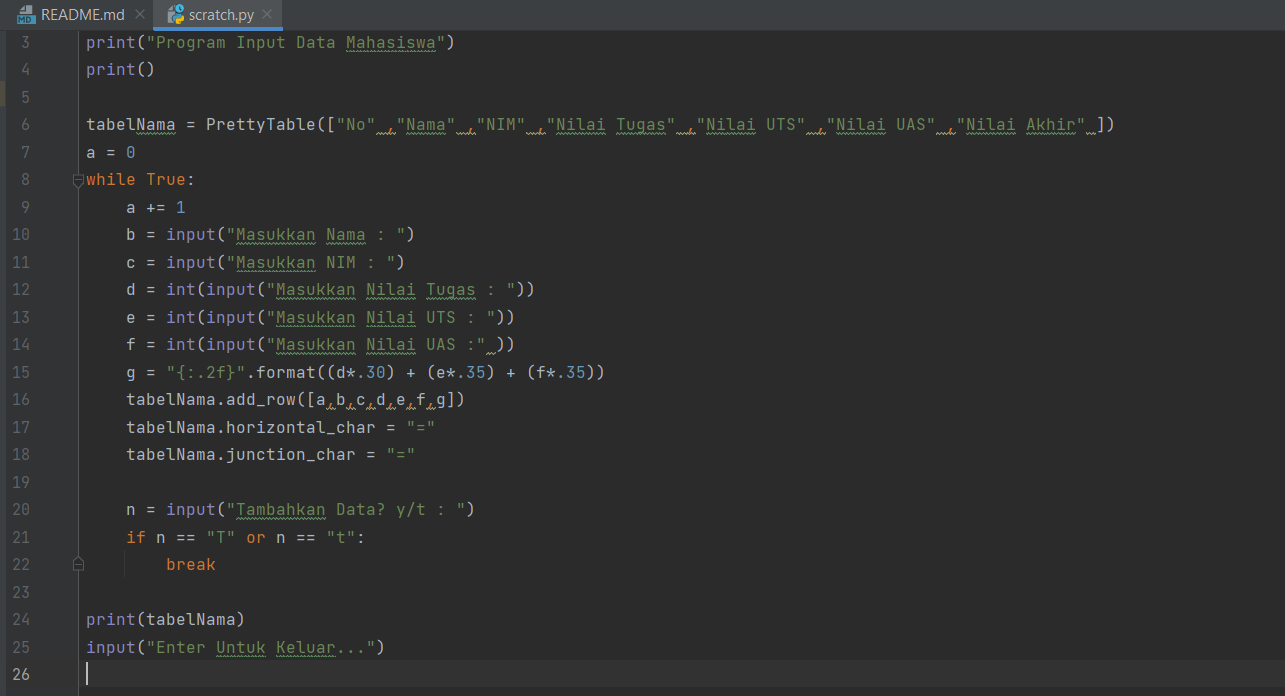 README.md scratch.py
3 print("Program Input Data Mahasiswa")
4 print()
5
6 tabelNama = PrettyTable(["No" ,"Nama" ,"NIM" ,"Nilai Tugas" ,"Nilai UTS" ,"Nilai UAS" ,"Nilai Akhir" ])
7 a = 0
8 while True:
9     a += 1
10     b = input("Masukkan Nama : ")
11     c = input("Masukkan NIM : ")
12     d = int(input("Masukkan Nilai Tugas : "))
13     e = int(input("Masukkan Nilai UTS : "))
14     f = int(input("Masukkan Nilai UAS :" ))
15     g = "{:.2f}".format((d*.30) + (e*.35) + (f*.35))
16     tabelNama.add_row([a,b,c,d,e,f,g])
17     tabelNama.horizontal_char = "="
18     tabelNama.junction_char = "="
19
20     n = input("Tambahkan Data? y/t : ")
21     if n == "T" or n == "t":
22         break
23
24 print(tabelNama)
25 input("Enter Untuk Keluar...")
26